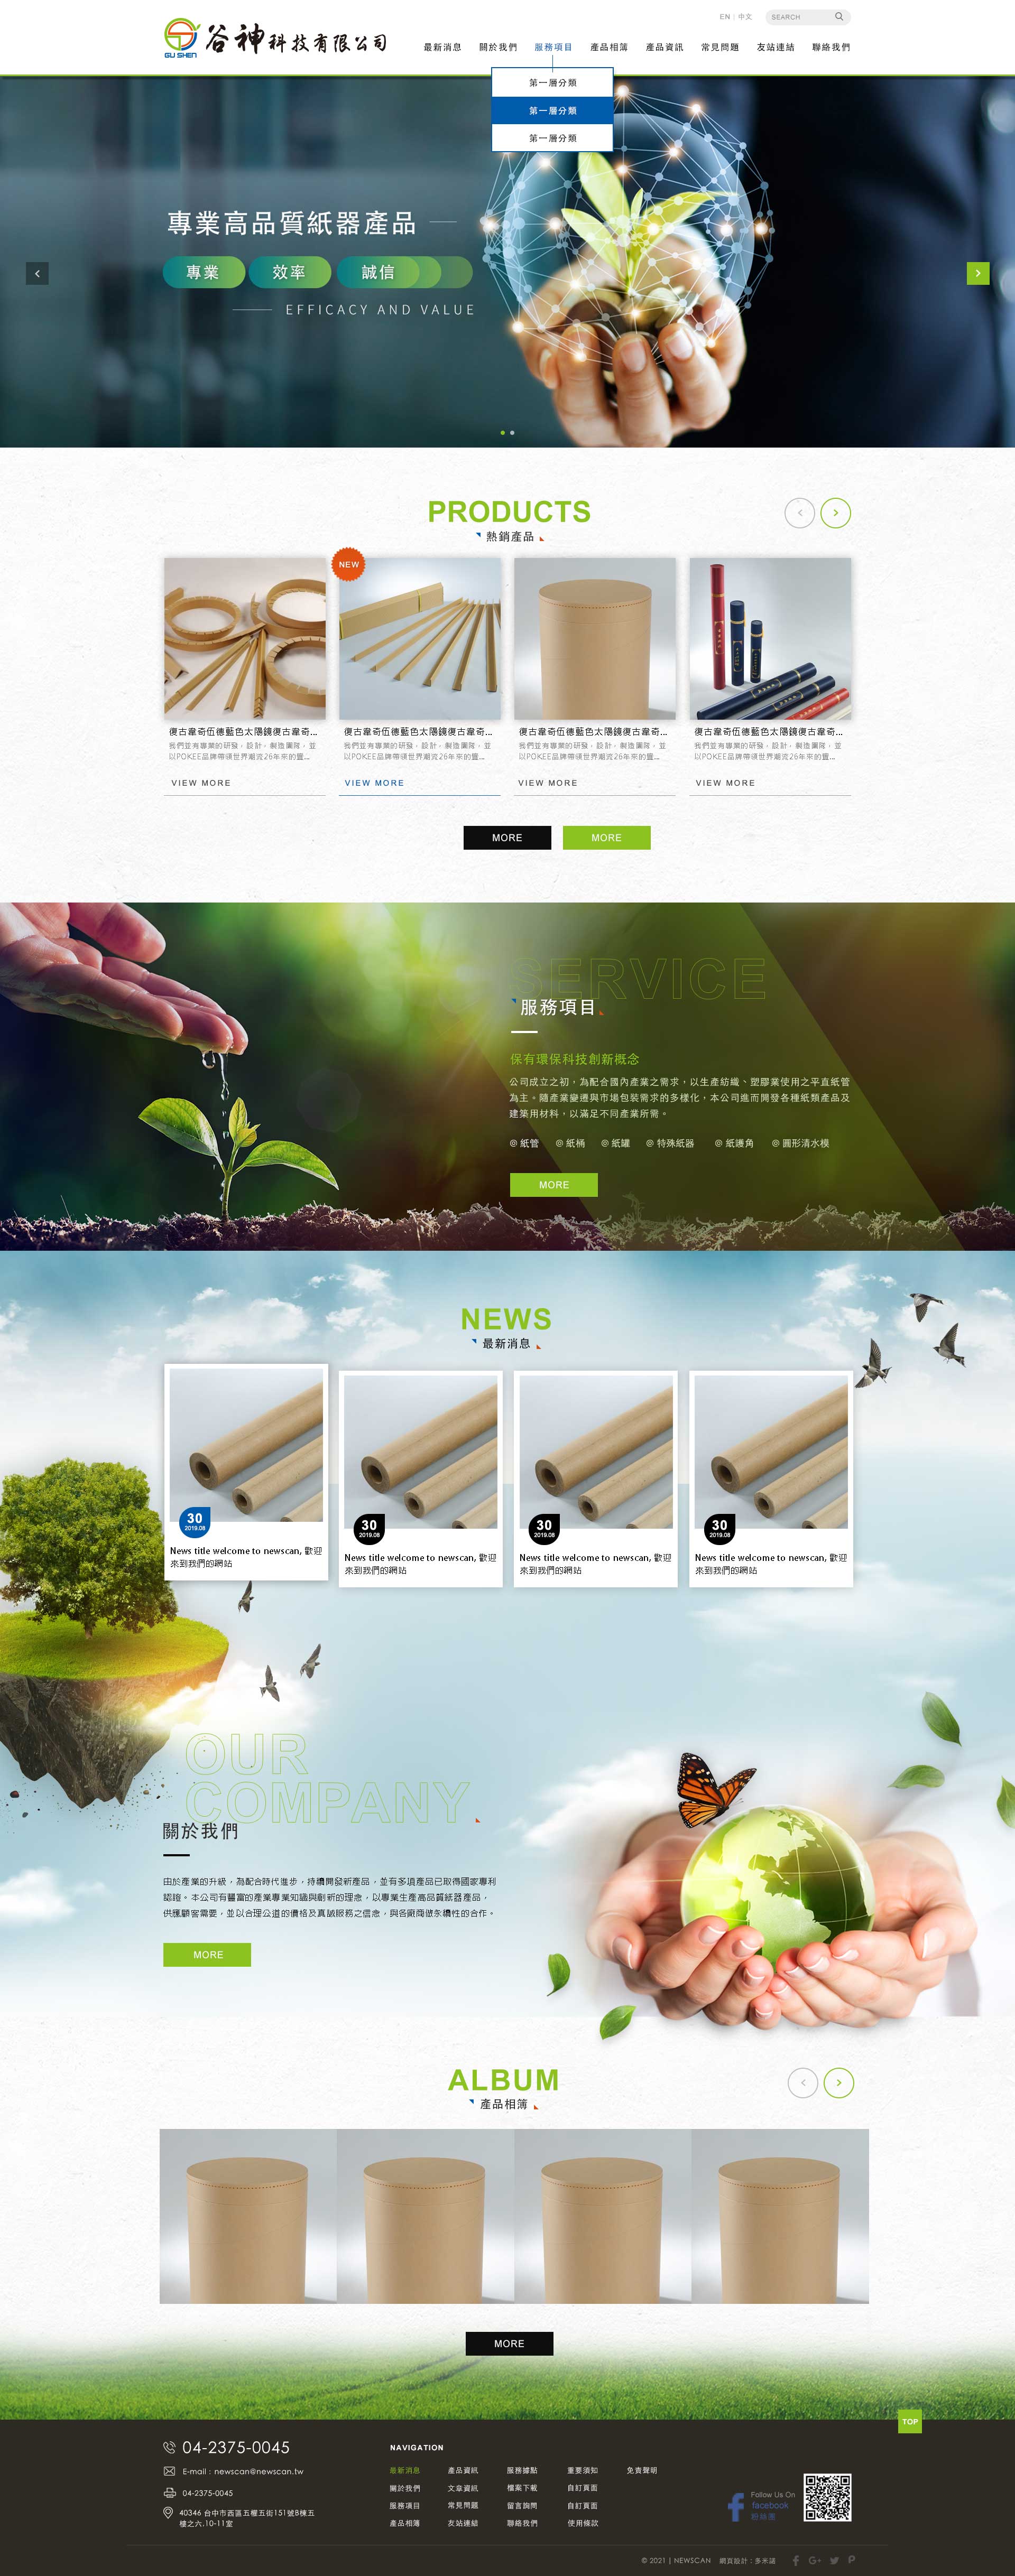 EN | 中文
SEARCH
GU SHEN
谷神科技有限公司
最新消息 關於我們 服務項目 產品相簿 產品資訊 常見問題 友站連結 聯絡我們
第一層分類
第一層分類
第一層分類
專業高品質紙器產品
專業 效率 誠信
EFFICACY AND VALUE
PRODUCTS
熱銷產品
NEW
復古韋奇伍德藍色太陽鏡復古韋奇...
我們並有專業的研發，設計，製造團隊，並
以POKEE品牌帶領世界潮流26年來的豐...
VIEW MORE
復古韋奇伍德藍色太陽鏡復古韋奇...
我們並有專業的研發，設計，製造團隊，並
以POKEE品牌帶領世界潮流26年來的豐...
VIEW MORE
復古韋奇伍德藍色太陽鏡復古韋奇...
我們並有專業的研發，設計，製造團隊，並
以POKEE品牌帶領世界潮流26年來的豐...
VIEW MORE
復古韋奇伍德藍色太陽鏡復古韋奇...
我們並有專業的研發，設計，製造團隊，並
以POKEE品牌帶領世界潮流26年來的豐...
VIEW MORE
MORE MORE
SERVICE
服務項目
保有環保科技創新概念
公司成立之初，為配合國內產業之需求，以生產紡織、塑膠業使用之平直紙管
為主。隨產業變遷與市場包裝需求的多樣化，本公司進而開發各種紙類產品及
建築用材料，以滿足不同產業所需。
@ 紙管 @ 紙桶 @ 紙罐 @ 特殊紙器 @ 紙護角 @ 圓形清水模
MORE
NEWS
最新消息
30
2019.08
News title welcome to newscan, 歡迎
來到我們的網站
30
2019.08
News title welcome to newscan, 歡迎
來到我們的網站
30
2019.08
News title welcome to newscan, 歡迎
來到我們的網站
30
2019.08
News title welcome to newscan, 歡迎
來到我們的網站
OUR
COMPANY
關於我們
由於產業的升級，為配合時代進步，持續開發新產品，並有多項產品已取得國家專利
認證。本公司有豐富的產業專業知識與創新的理念，以專業生產高品質紙器產品，
供應顧客需要，並以合理公道的價格及真誠服務之信念，與各廠商做永續性的合作。
MORE
ALBUM
產品相簿
MORE
TOP
04-2375-0045
E-mail : newscan@newscan.tw
04-2375-0045
40346 台中市西區五權五街151號B棟五
樓之六.10-11室
NAVIGATION
最新消息 產品資訊 服務據點 重要須知 免責聲明
關於我們 文章資訊 檔案下載 自訂頁面
服務項目 常見問題 留言詢問 自訂頁面
產品相簿 友站連結 聯絡我們 使用條款
Follow Us On
facebook
粉絲團
© 2021 | NEWSCAN 網頁設計：多米諾